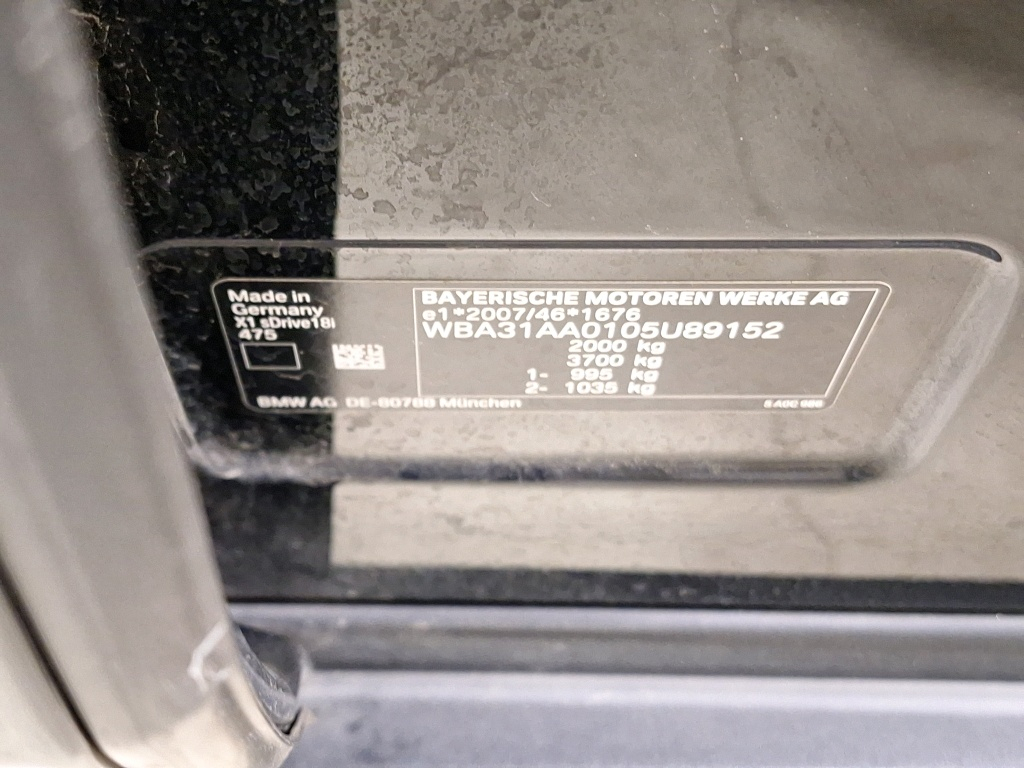 Made in
Germany
X1 sDrive18i
475
BAYERISCHE MOTOREN WERKE AG
e1*2007/46*1676
WBA31AA0105U89152
2000 kg
3700 kg
1- 995 kg
2- 1035 kg
BMW AG DE-80788 München